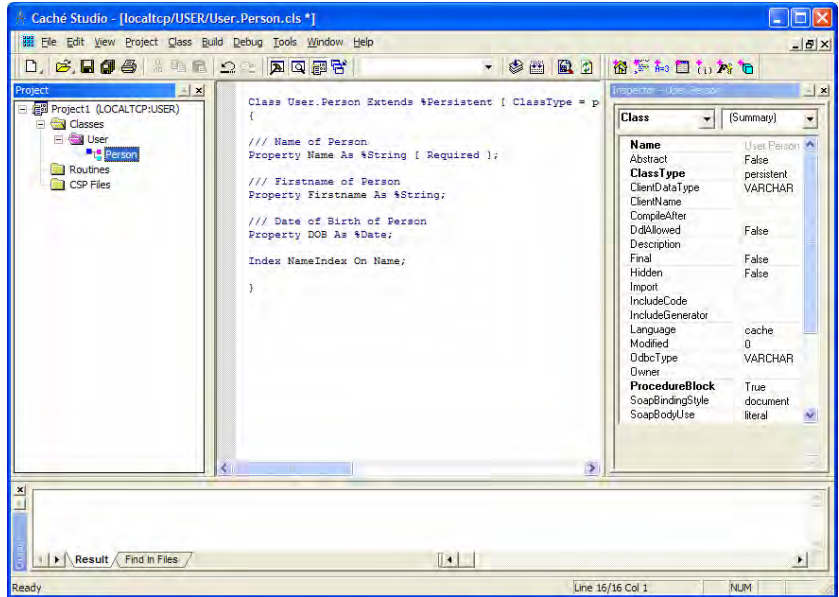 Caché Studio - [localtcp/USER/User.Person.cls *]
File Edit View Project Class Build Debug Tools Window Help
Project
Project1 (LOCALTCP:USER)
Classes
User
Person
Routines
CSP Files
Class User.Person Extends %Persistent [ ClassType = p
{
/// Name of Person
Property Name As %String [ Required ];
/// Firstname of Person
Property Firstname As %String;
/// Date of Birth of Person
Property DOB As %Date;
Index NameIndex On Name;
}
Inspector - User.Person
Class (Summary)
Name User.Person
Abstract False
ClassType persistent
ClientDataType VARCHAR
ClientName
CompileAfter
DdlAllowed False
Description
Final False
Hidden False
Import
IncludeCode
IncludeGenerator
Language cache
Modified 0
OdbcType VARCHAR
Owner
ProcedureBlock True
SoapBindingStyle document
SoapBodyUse literal
Output
Result Find in Files
Ready Line 16/16 Col 1 NUM